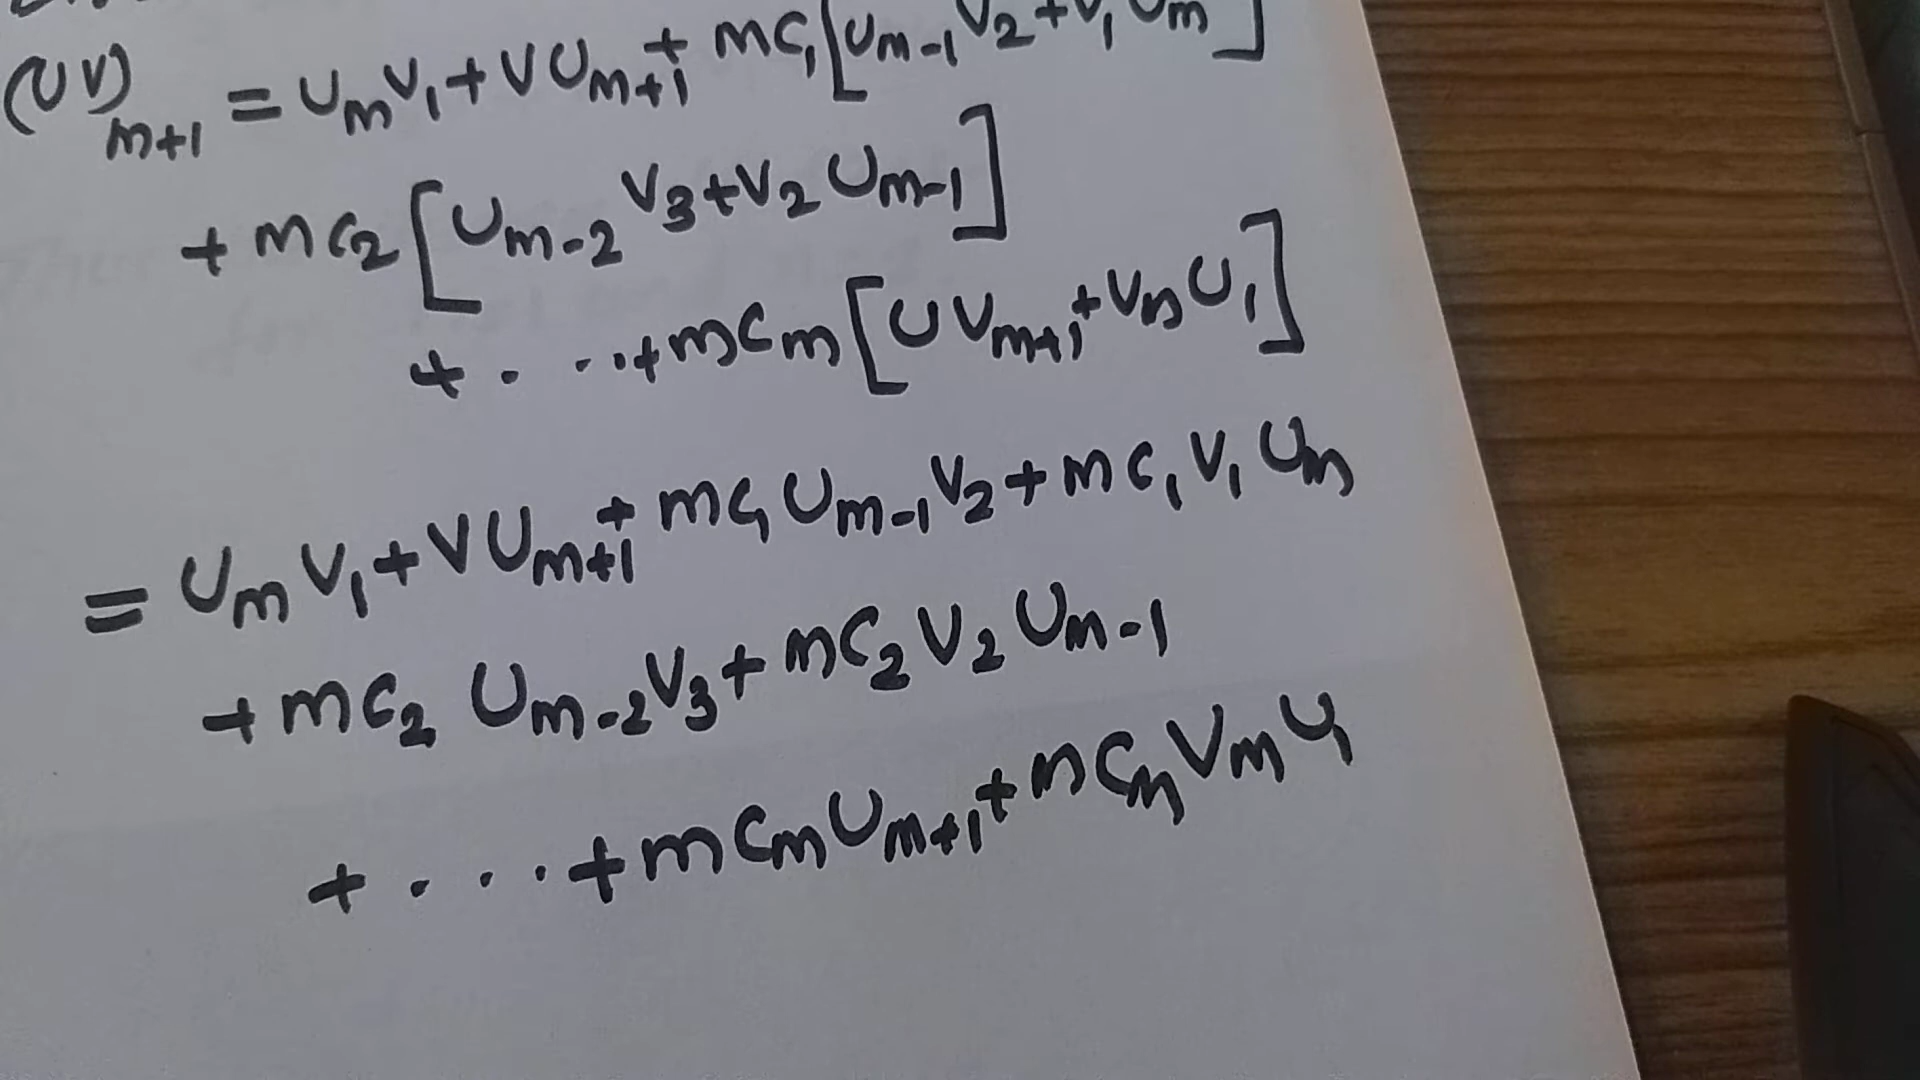 (UV)m+1 = UmV1 + VUm+1 + mC1[Um-1V2+V1Um]
+ mC2[Um-2V3+V2Um-1]
+ . ...+mCm[UVm+1+VmU1]
= UmV1+VUm+1+mC1Um-1V2+mC1V1Um
+mC2 Um-2V3+mC2V2Um-1
+ ....+mCmUm+1+mCmVmU1